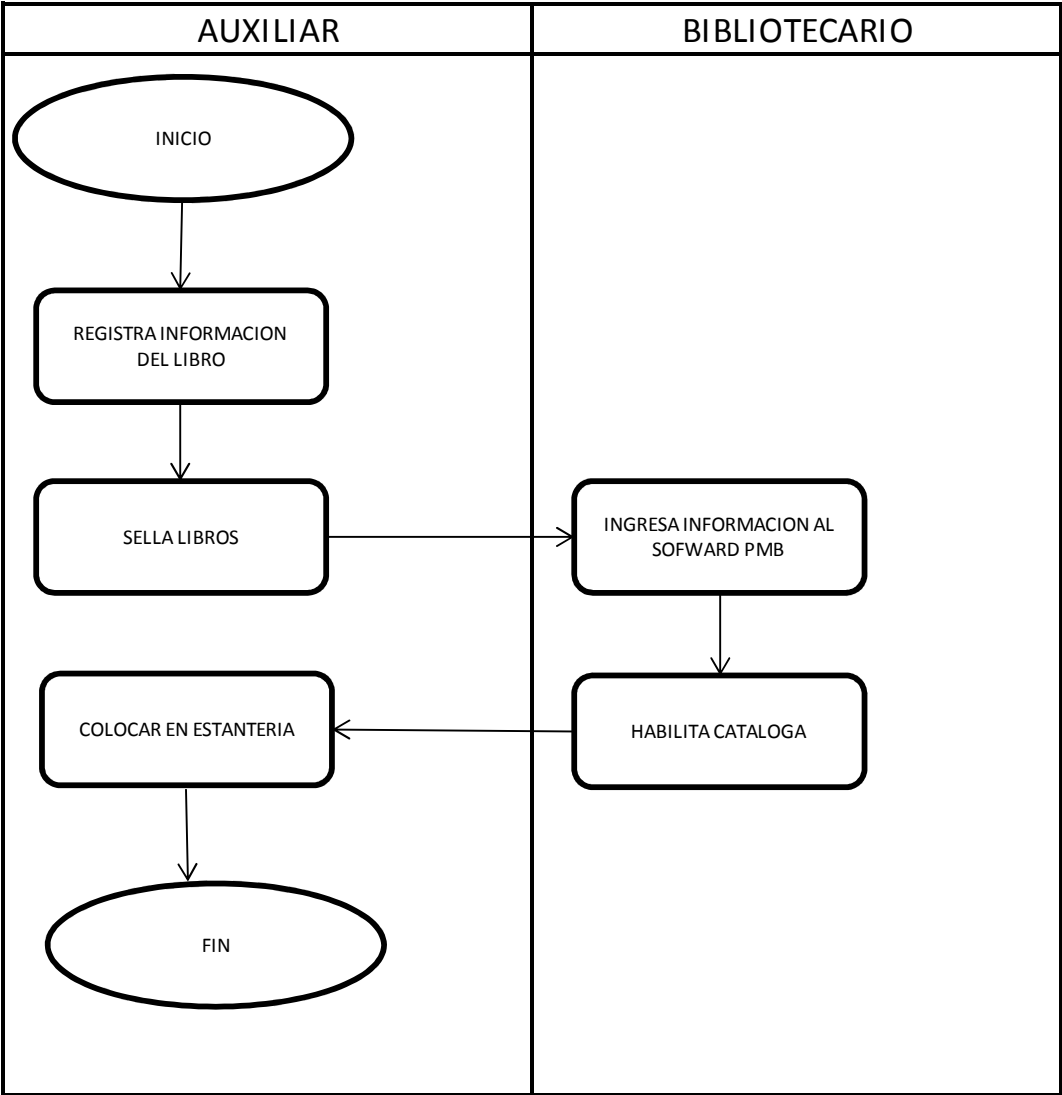 AUXILIAR
BIBLIOTECARIO
INICIO
REGISTRA INFORMACION
DEL LIBRO
SELLA LIBROS
INGRESA INFORMACION AL
SOFWARD PMB
HABILITA CATALOGA
COLOCAR EN ESTANTERIA
FIN